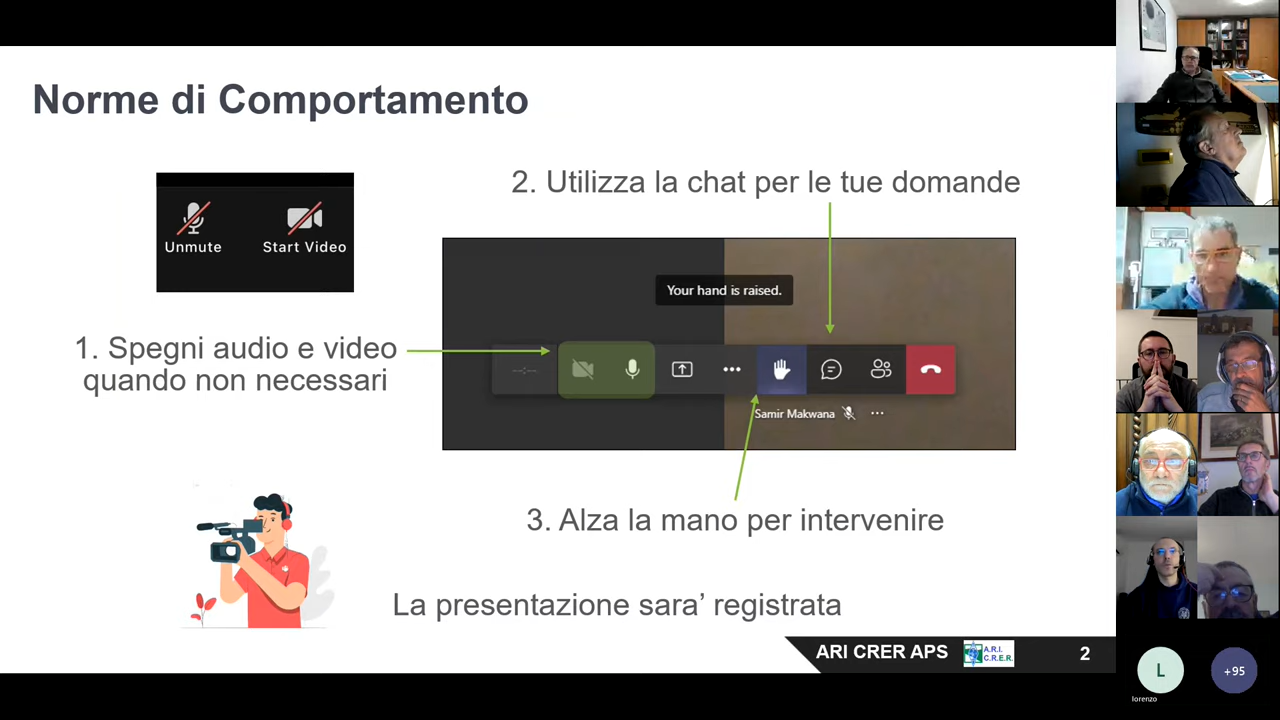 Norme di Comportamento
Unmute
Start Video
2. Utilizza la chat per le tue domande
Your hand is raised.
1. Spegni audio e video
quando non necessari
--:--
Samir Makwana
3. Alza la mano per intervenire
La presentazione sara’ registrata
ARI CRER APS
A.R.I.
C.R.E.R.
2
L
lorenzo
+95